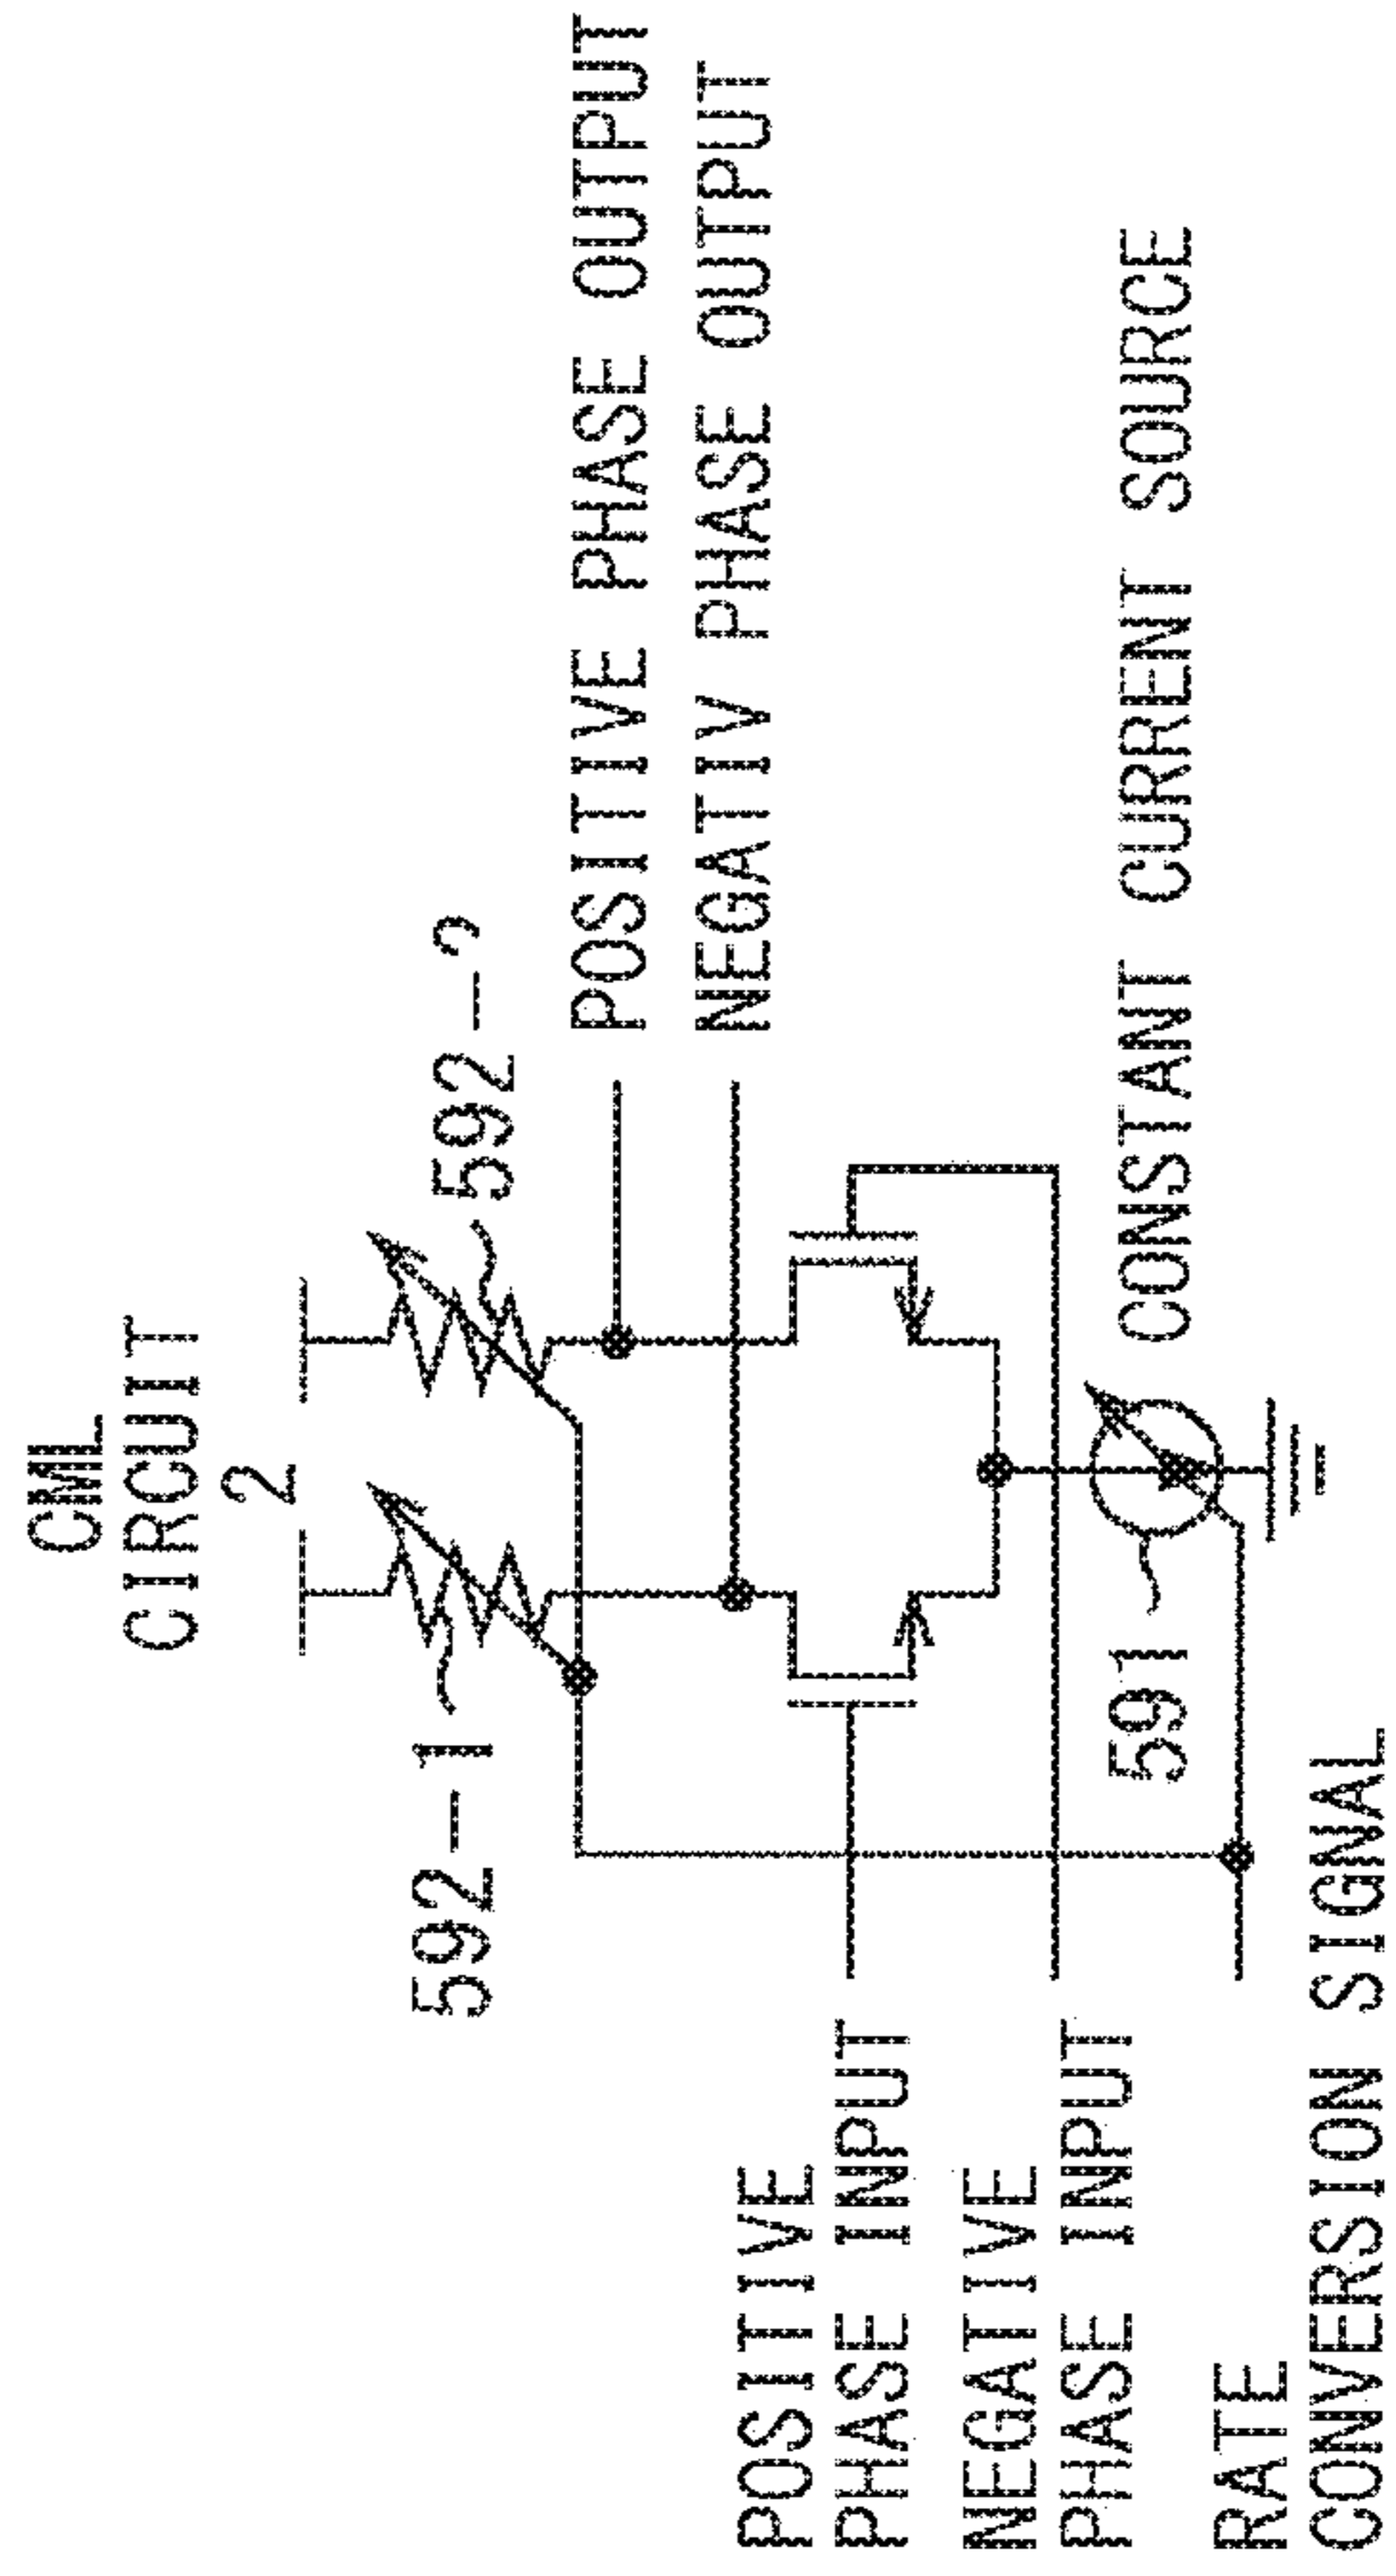 CML
CIRCUIT
2
592-1
592-2
POSITIVE PHASE OUTPUT
NEGATIV PHASE OUTPUT
POSITIVE
PHASE INPUT
NEGATIVE
PHASE INPUT
591
CONSTANT CURRENT SOURCE
RATE
CONVERSION SIGNAL